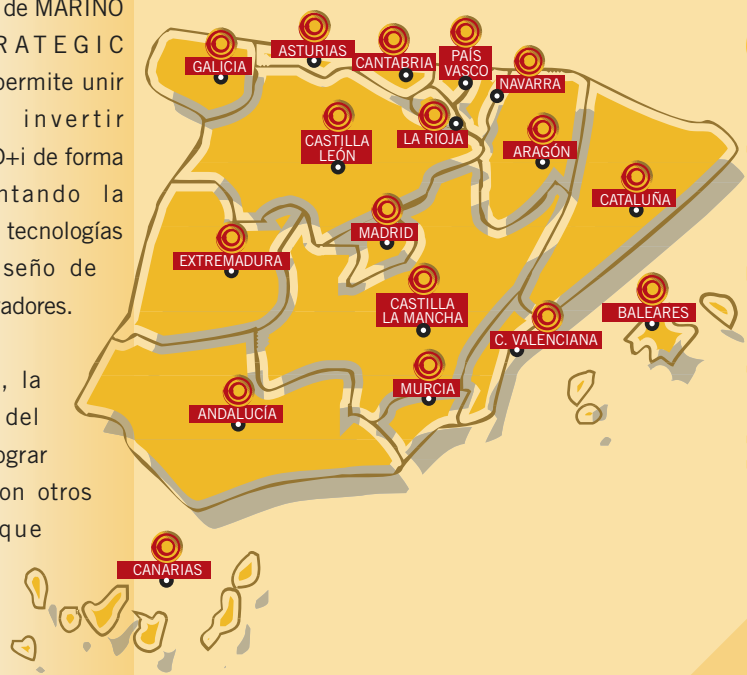 de MARINO
RATEGIC
permite unir
invertir
D+i de forma
ntando la
tecnologías
seño de
adores.
, la
del
ograr
on otros
que
GALICIA
ASTURIAS
CANTABRIA
PAÍS
VASCO
NAVARRA
CASTILLA
LEÓN
LA RIOJA
ARAGÓN
CATALUÑA
MADRID
EXTREMADURA
CASTILLA
LA MANCHA
C. VALENCIANA
BALEARES
MURCIA
ANDALUCÍA
CANARIAS